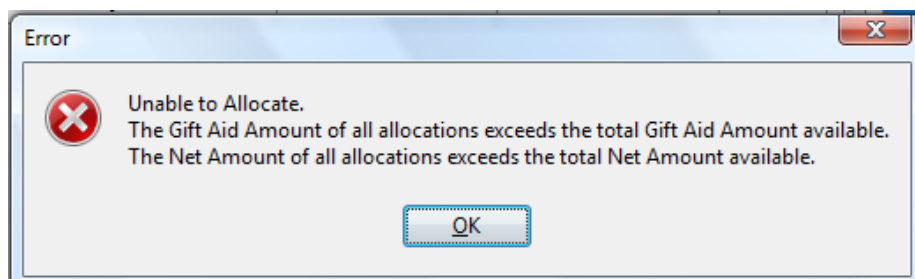 Error
Unable to Allocate.
The Gift Aid Amount of all allocations exceeds the total Gift Aid Amount available.
The Net Amount of all allocations exceeds the total Net Amount available.
OK